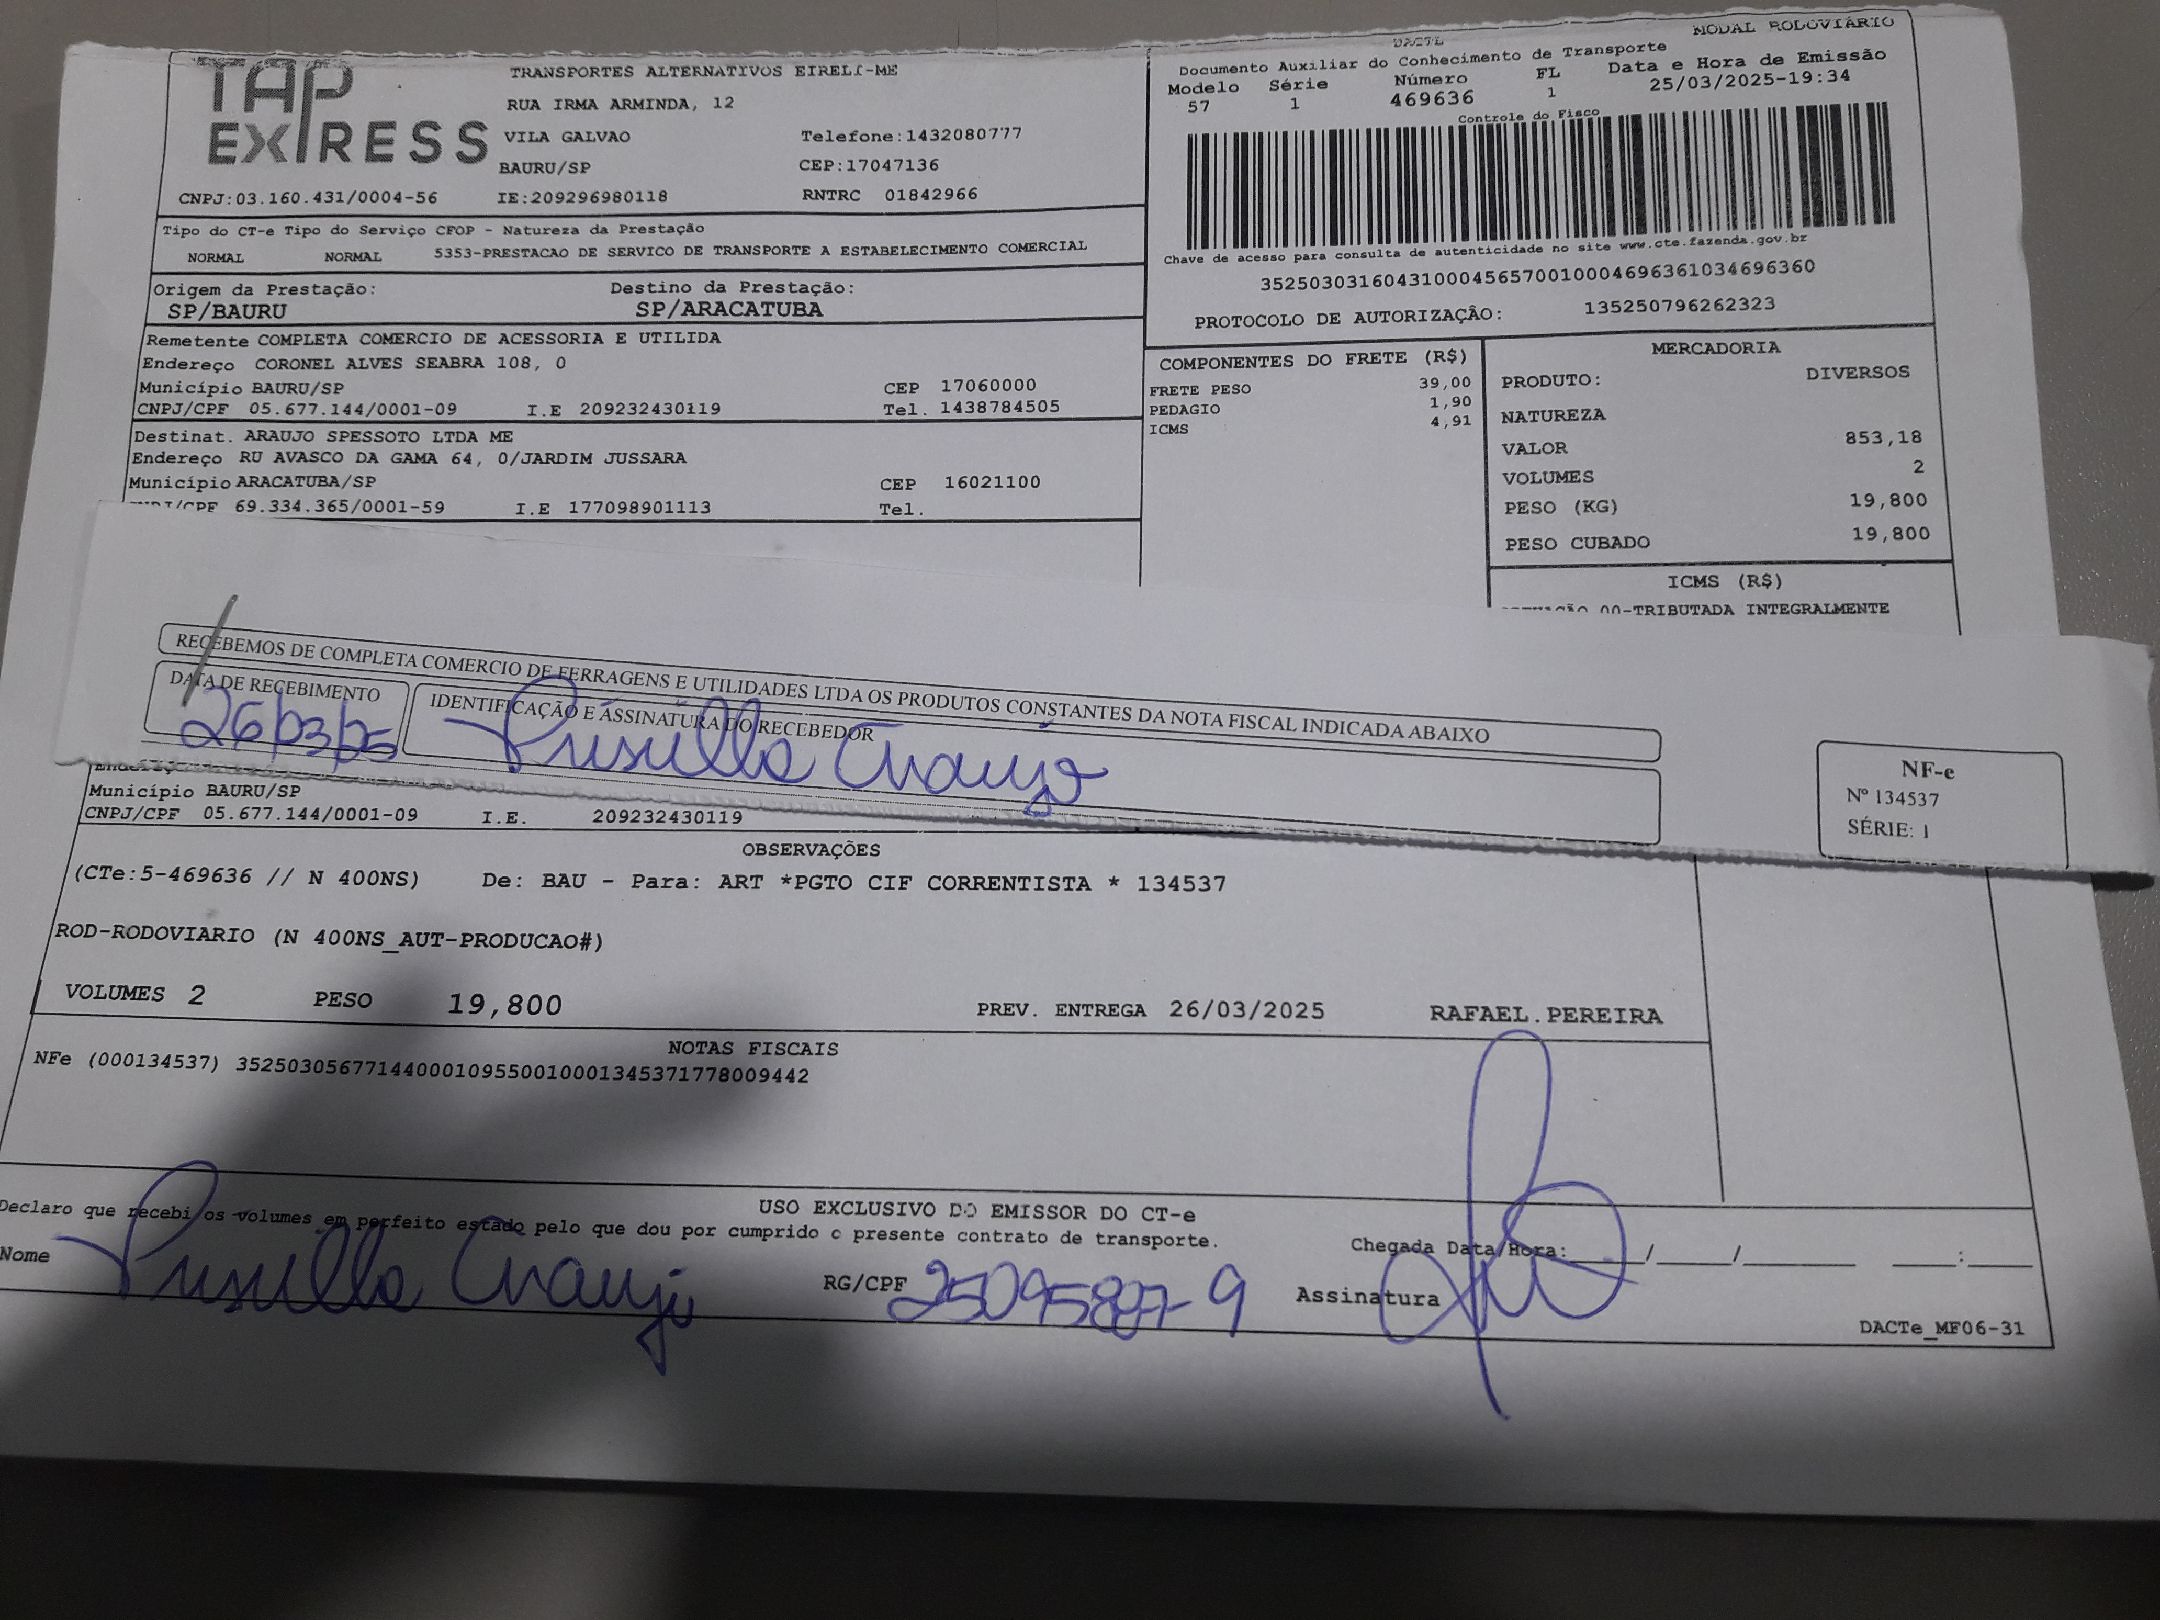 TAP EXPRESS
TRANSPORTES ALTERNATIVOS EIRELI-ME
RUA IRMA ARMINDA, 12
VILA GALVAO Telefone:1432080777
BAURU/SP CEP:17047136
CNPJ:03.160.431/0004-56 IE:209296980118 RNTRC 01842966
Tipo do CT-e Tipo do Serviço CFOP - Natureza da Prestação
NORMAL NORMAL 5353-PRESTACAO DE SERVICO DE TRANSPORTE A ESTABELECIMENTO COMERCIAL
Origem da Prestação: Destino da Prestação:
SP/BAURU SP/ARACATUBA
Remetente COMPLETA COMERCIO DE ACESSORIA E UTILIDA
Endereço CORONEL ALVES SEABRA 108, 0
Município BAURU/SP CEP 17060000
CNPJ/CPF 05.677.144/0001-09 I.E 209232430119 Tel. 1438784505
Destinat. ARAUJO SPESSOTO LTDA ME
Endereço RU AVASCO DA GAMA 64, 0/JARDIM JUSSARA
Município ARACATUBA/SP CEP 16021100
CNPJ/CPF 69.334.365/0001-59 I.E 177098901113 Tel.
DACTE MODAL RODOVIÁRIO
Documento Auxiliar do Conhecimento de Transporte
Modelo Série Número FL Data e Hora de Emissão
57 1 469636 1 25/03/2025-19:34
Controle do Fisco
Chave de acesso para consulta de autenticidade no site www.cte.fazenda.gov.br
35250303160431000456570010004696361034696360
PROTOCOLO DE AUTORIZAÇÃO: 135250796262323
COMPONENTES DO FRETE (R$)
FRETE PESO 39,00
PEDAGIO 1,90
ICMS 4,91
MERCADORIA
PRODUTO: DIVERSOS
NATUREZA
VALOR 853,18
VOLUMES 2
PESO (KG) 19,800
PESO CUBADO 19,800
ICMS (R$)
00-TRIBUTADA INTEGRALMENTE
RECEBEMOS DE COMPLETA COMERCIO DE FERRAGENS E UTILIDADES LTDA OS PRODUTOS CONSTANTES DA NOTA FISCAL INDICADA ABAIXO
DATA DE RECEBIMENTO IDENTIFICAÇÃO E ASSINATURA DO RECEBEDOR
26/03/25 Priscilla Araujo
NF-e
Nº 134537
SÉRIE: 1
Município BAURU/SP
CNPJ/CPF 05.677.144/0001-09 I.E. 209232430119
OBSERVAÇÕES
(CTe:5-469636 // N 400NS) De: BAU - Para: ART *PGTO CIF CORRENTISTA * 134537
ROD-RODOVIARIO (N 400NS_AUT-PRODUCAO#)
VOLUMES 2 PESO 19,800 PREV. ENTREGA 26/03/2025 RAFAEL.PEREIRA
NOTAS FISCAIS
NFe (000134537) 35250305677144000109550010001345371778009442
USO EXCLUSIVO DO EMISSOR DO CT-e
Declaro que recebi os volumes em perfeito estado pelo que dou por cumprido o presente contrato de transporte.
Nome Priscilla Araujo RG/CPF Assinatura Chegada Data/Hora: / / :
DACTe_MF06-31